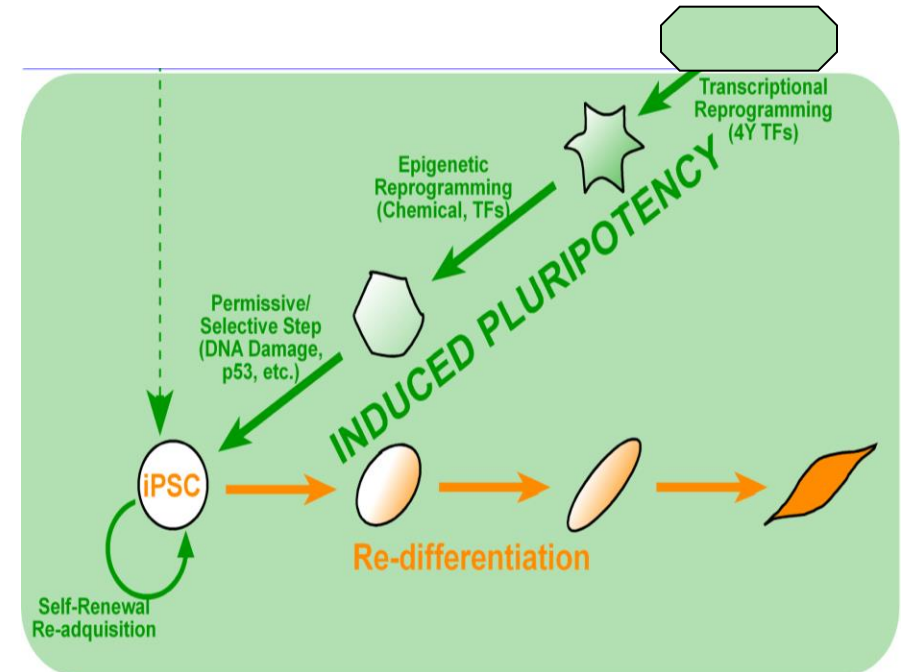 Transcriptional
Reprogramming
(4Y TFs)
Epigenetic
Reprogramming
(Chemical, TFs)
INDUCED PLURIPOTENCY
Permissive/
Selective Step
(DNA Damage,
p53, etc.)
iPSC
Re-differentiation
Self-Renewal
Re-adquisition